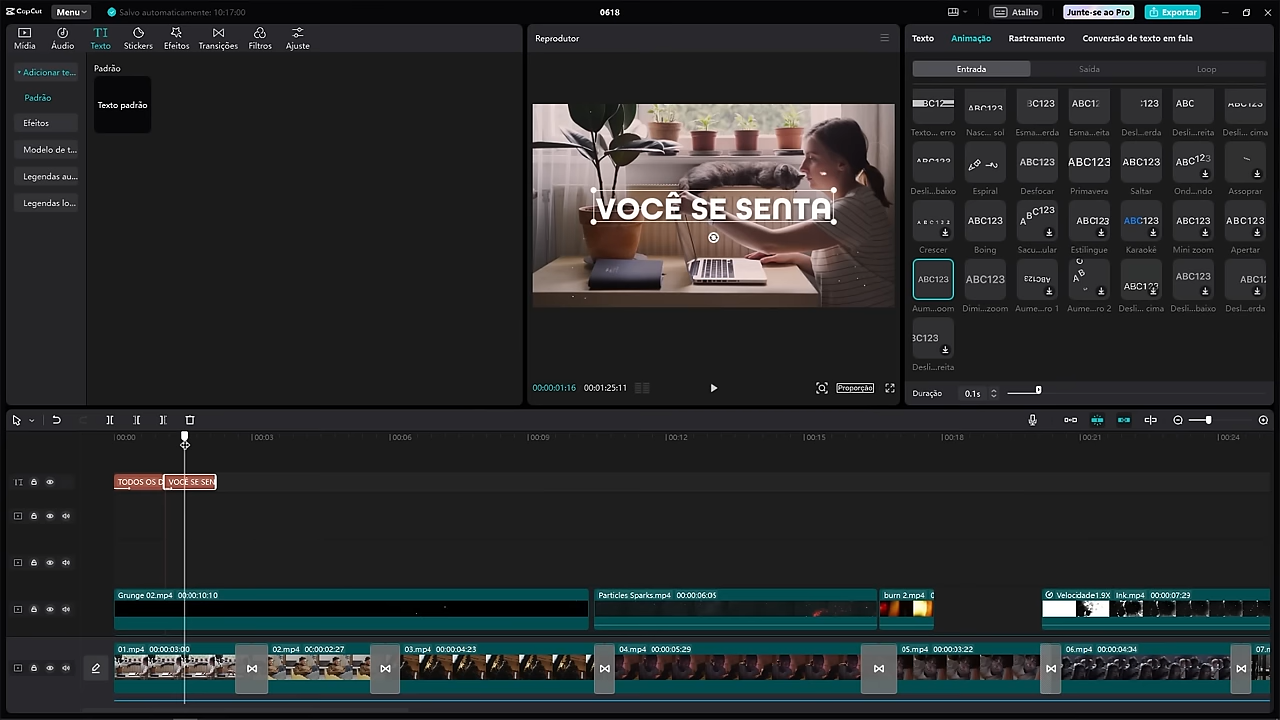 CapCut
Menu
Salvo automaticamente: 10:17:00
0618
Atalho
Junte-se ao Pro
Exportar
Mídia
Áudio
Texto
Stickers
Efeitos
Transições
Filtros
Ajuste
Adicionar te...
Padrão
Efeitos
Modelo de t...
Legendas au...
Legendas lo...
Padrão
Texto padrão
Reprodutor
VOCÊ SE SENTA
00:00:01:16
00:01:25:11
Proporção
Texto
Animação
Rastreamento
Conversão de texto em fala
Entrada
Saída
Loop
Texto... erro
Nasc... sol
Esma...erda
Esma...eita
Desl...erda
Desli...reita
Desli... cima
Desli...baixo
Espiral
Desfocar
Primavera
Saltar
Ond...ndo
Assoprar
Crescer
Boing
Sacu...ular
Estilingue
Karaokê
Mini zoom
Apertar
Aum...oom
Dimi...zoom
Aume...ro 1
Aume...ro 2
Desli... cima
Desli...baixo
Desl...erda
Desli...reita
Duração
0.1s
00:00
00:03
00:06
00:09
00:12
00:15
00:18
00:21
00:24
TODOS OS D
VOCÊ SE SEN
Grunge 02.mp4 00:00:10:10
Particles Sparks.mp4 00:00:06:05
burn 2.mp4
Velocidade1.9X Ink.mp4 00:00:07:29
01.mp4 00:00:03:00
02.mp4 00:00:02:27
03.mp4 00:00:04:23
04.mp4 00:00:05:29
05.mp4 00:00:03:22
06.mp4 00:00:04:34
07.m